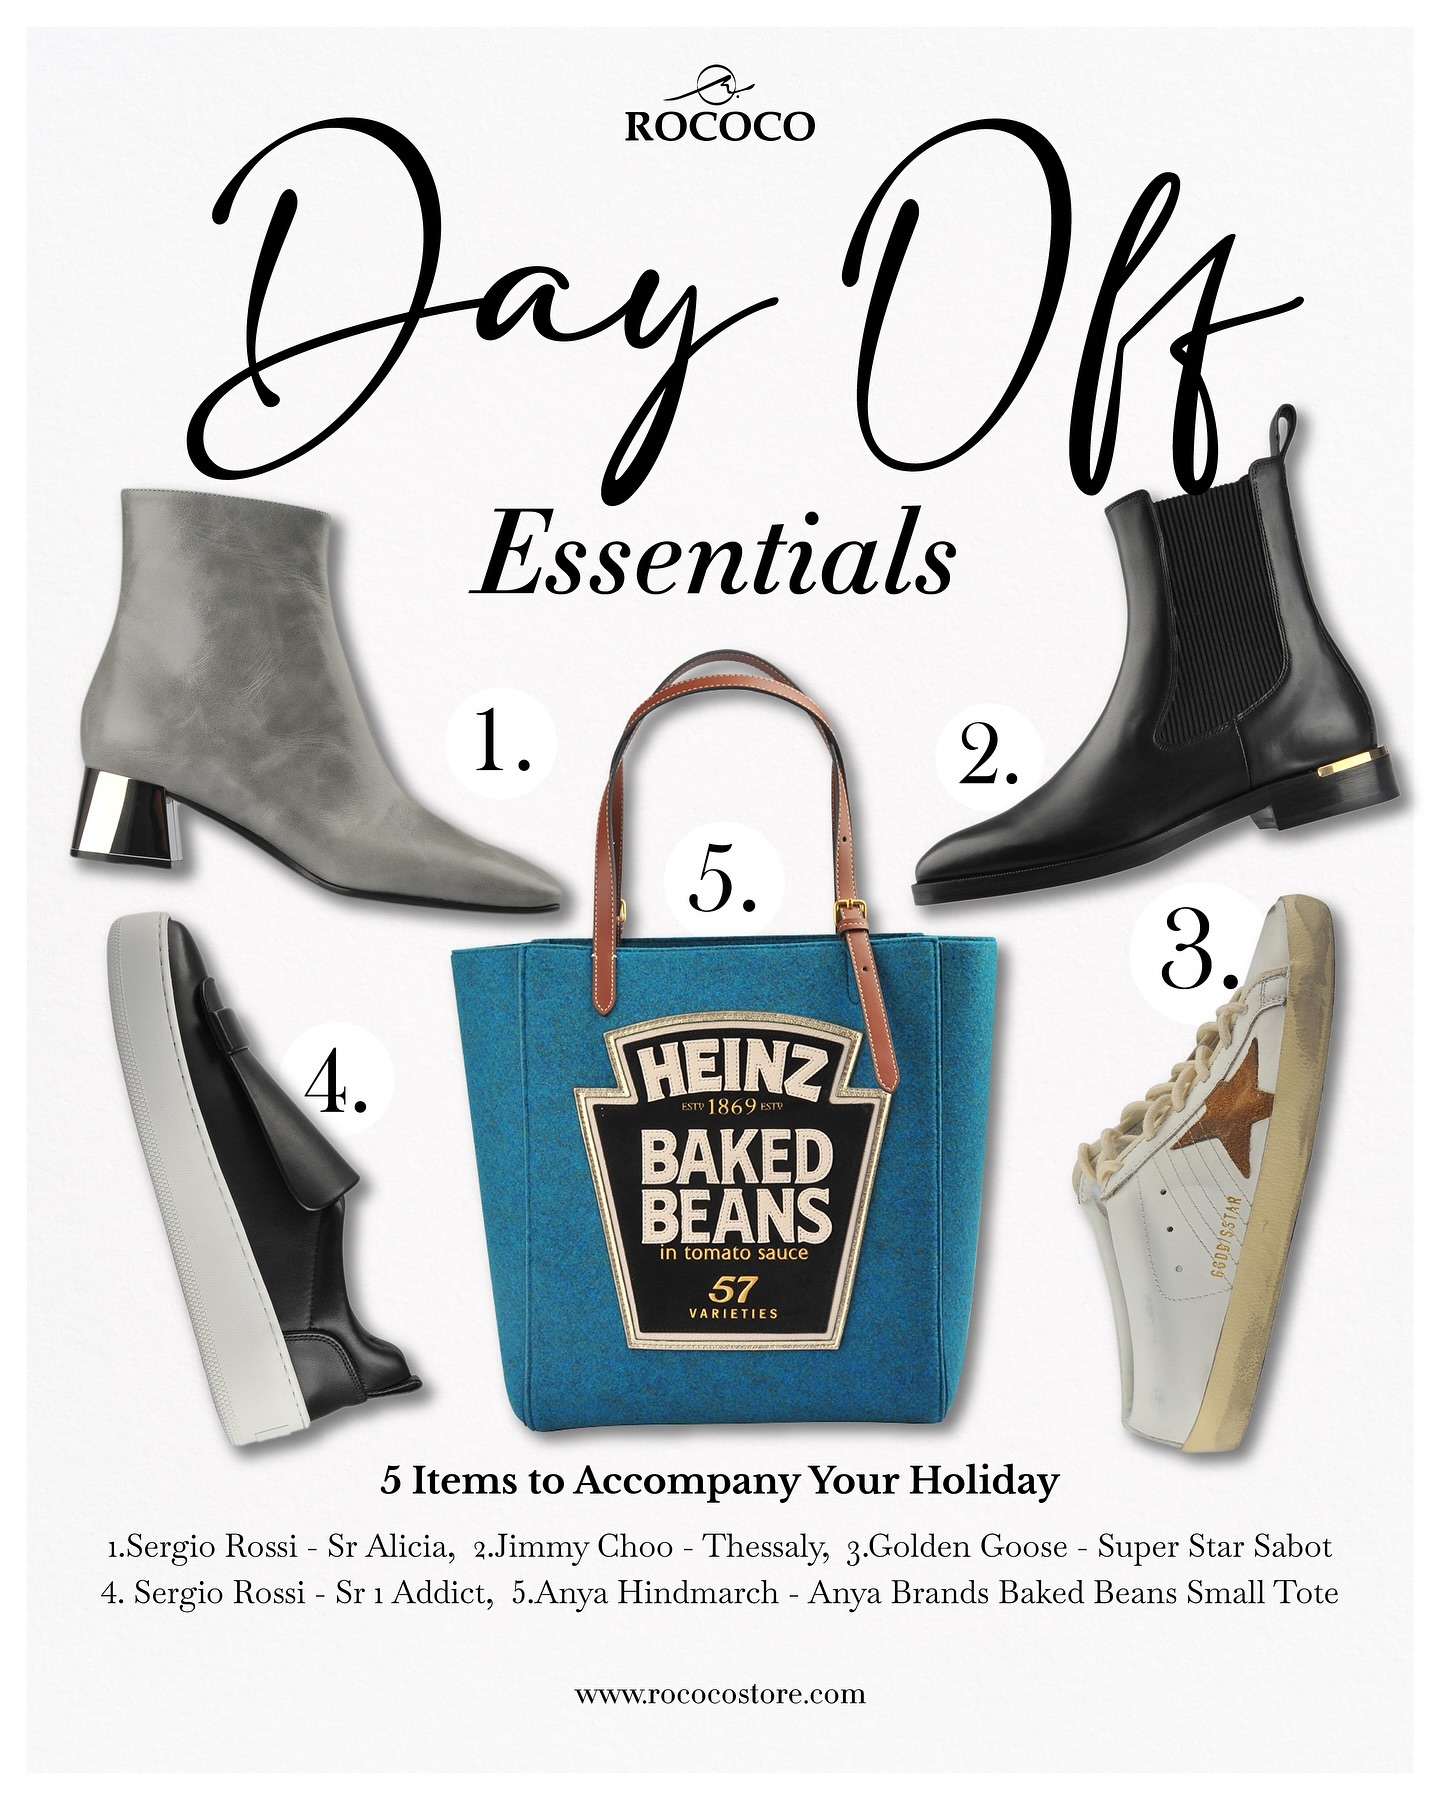 ROCOCO
Day Off
Essentials
1.
2.
5.
3.
4.
HEINZ
ESTD 1869 ESTD
BAKED
BEANS
in tomato sauce
57
VARIETIES
5 Items to Accompany Your Holiday
1.Sergio Rossi - Sr Alicia, 2.Jimmy Choo - Thessaly, 3.Golden Goose - Super Star Sabot
4. Sergio Rossi - Sr 1 Addict, 5.Anya Hindmarch - Anya Brands Baked Beans Small Tote
www.rococostore.com